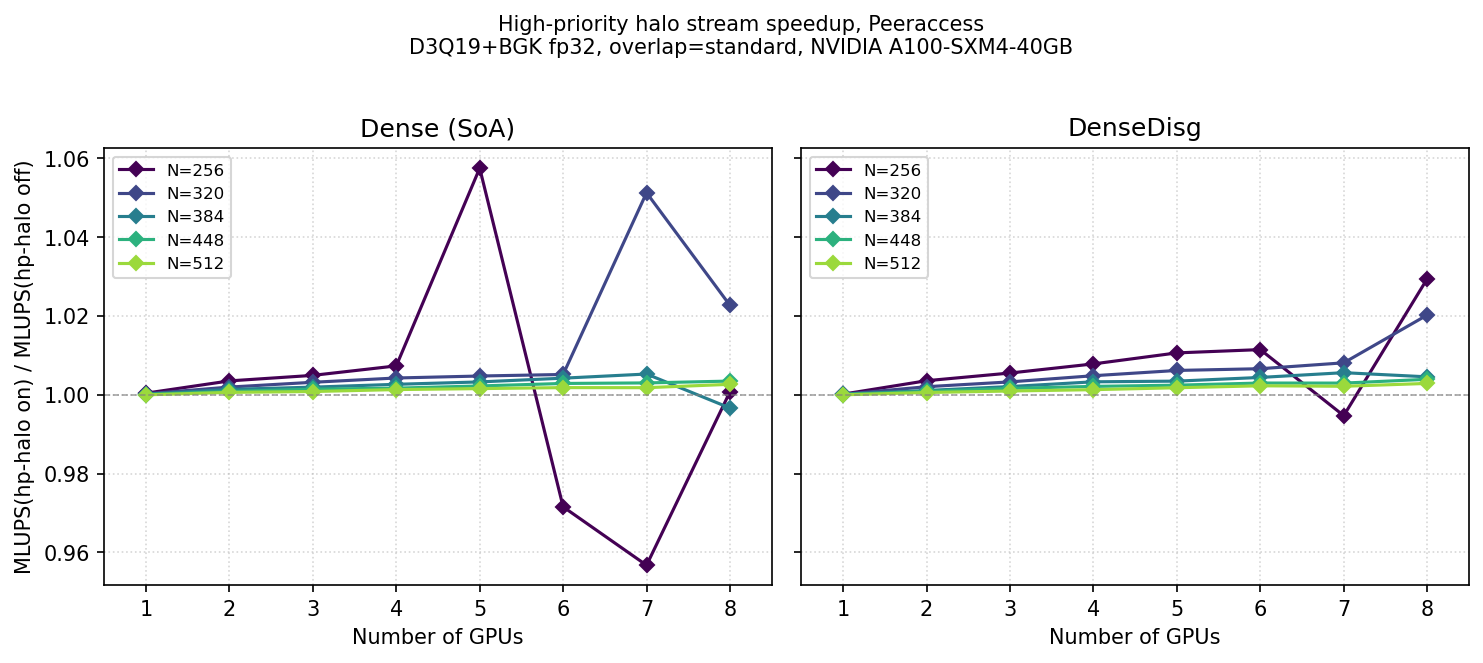 High-priority halo stream speedup, Peeraccess
D3Q19+BGK fp32, overlap=standard, NVIDIA A100-SXM4-40GB
Dense (SoA)
MLUPS(hp-halo on) / MLUPS(hp-halo off)
1.06
1.04
1.02
1.00
0.98
0.96
N=256
N=320
N=384
N=448
N=512
1 2 3 4 5 6 7 8
Number of GPUs
DenseDisg
N=256
N=320
N=384
N=448
N=512
1 2 3 4 5 6 7 8
Number of GPUs